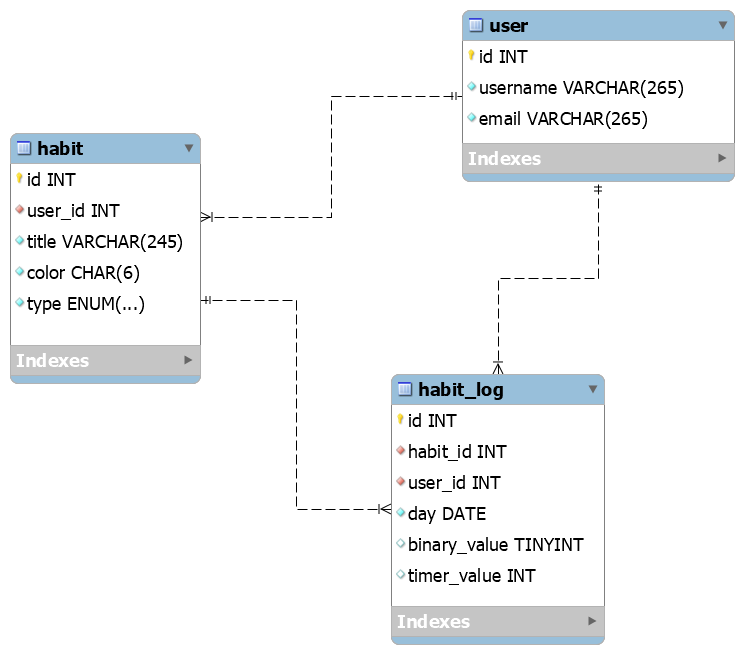 user
id INT
username VARCHAR(265)
email VARCHAR(265)
Indexes
habit
id INT
user_id INT
title VARCHAR(245)
color CHAR(6)
type ENUM(...)
Indexes
habit_log
id INT
habit_id INT
user_id INT
day DATE
binary_value TINYINT
timer_value INT
Indexes